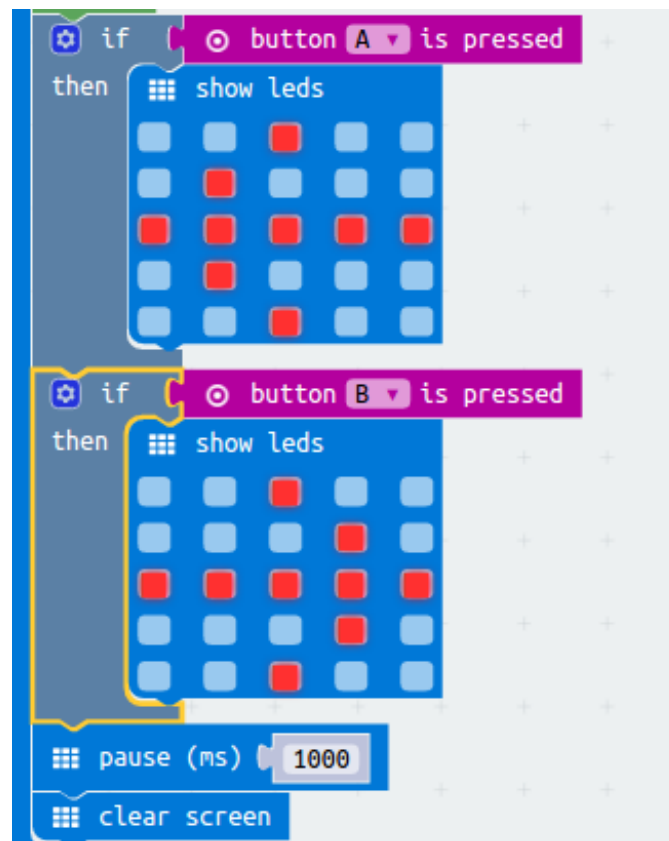 if button A is pressed
then show leds
if button B is pressed
then show leds
pause (ms) 1000
clear screen